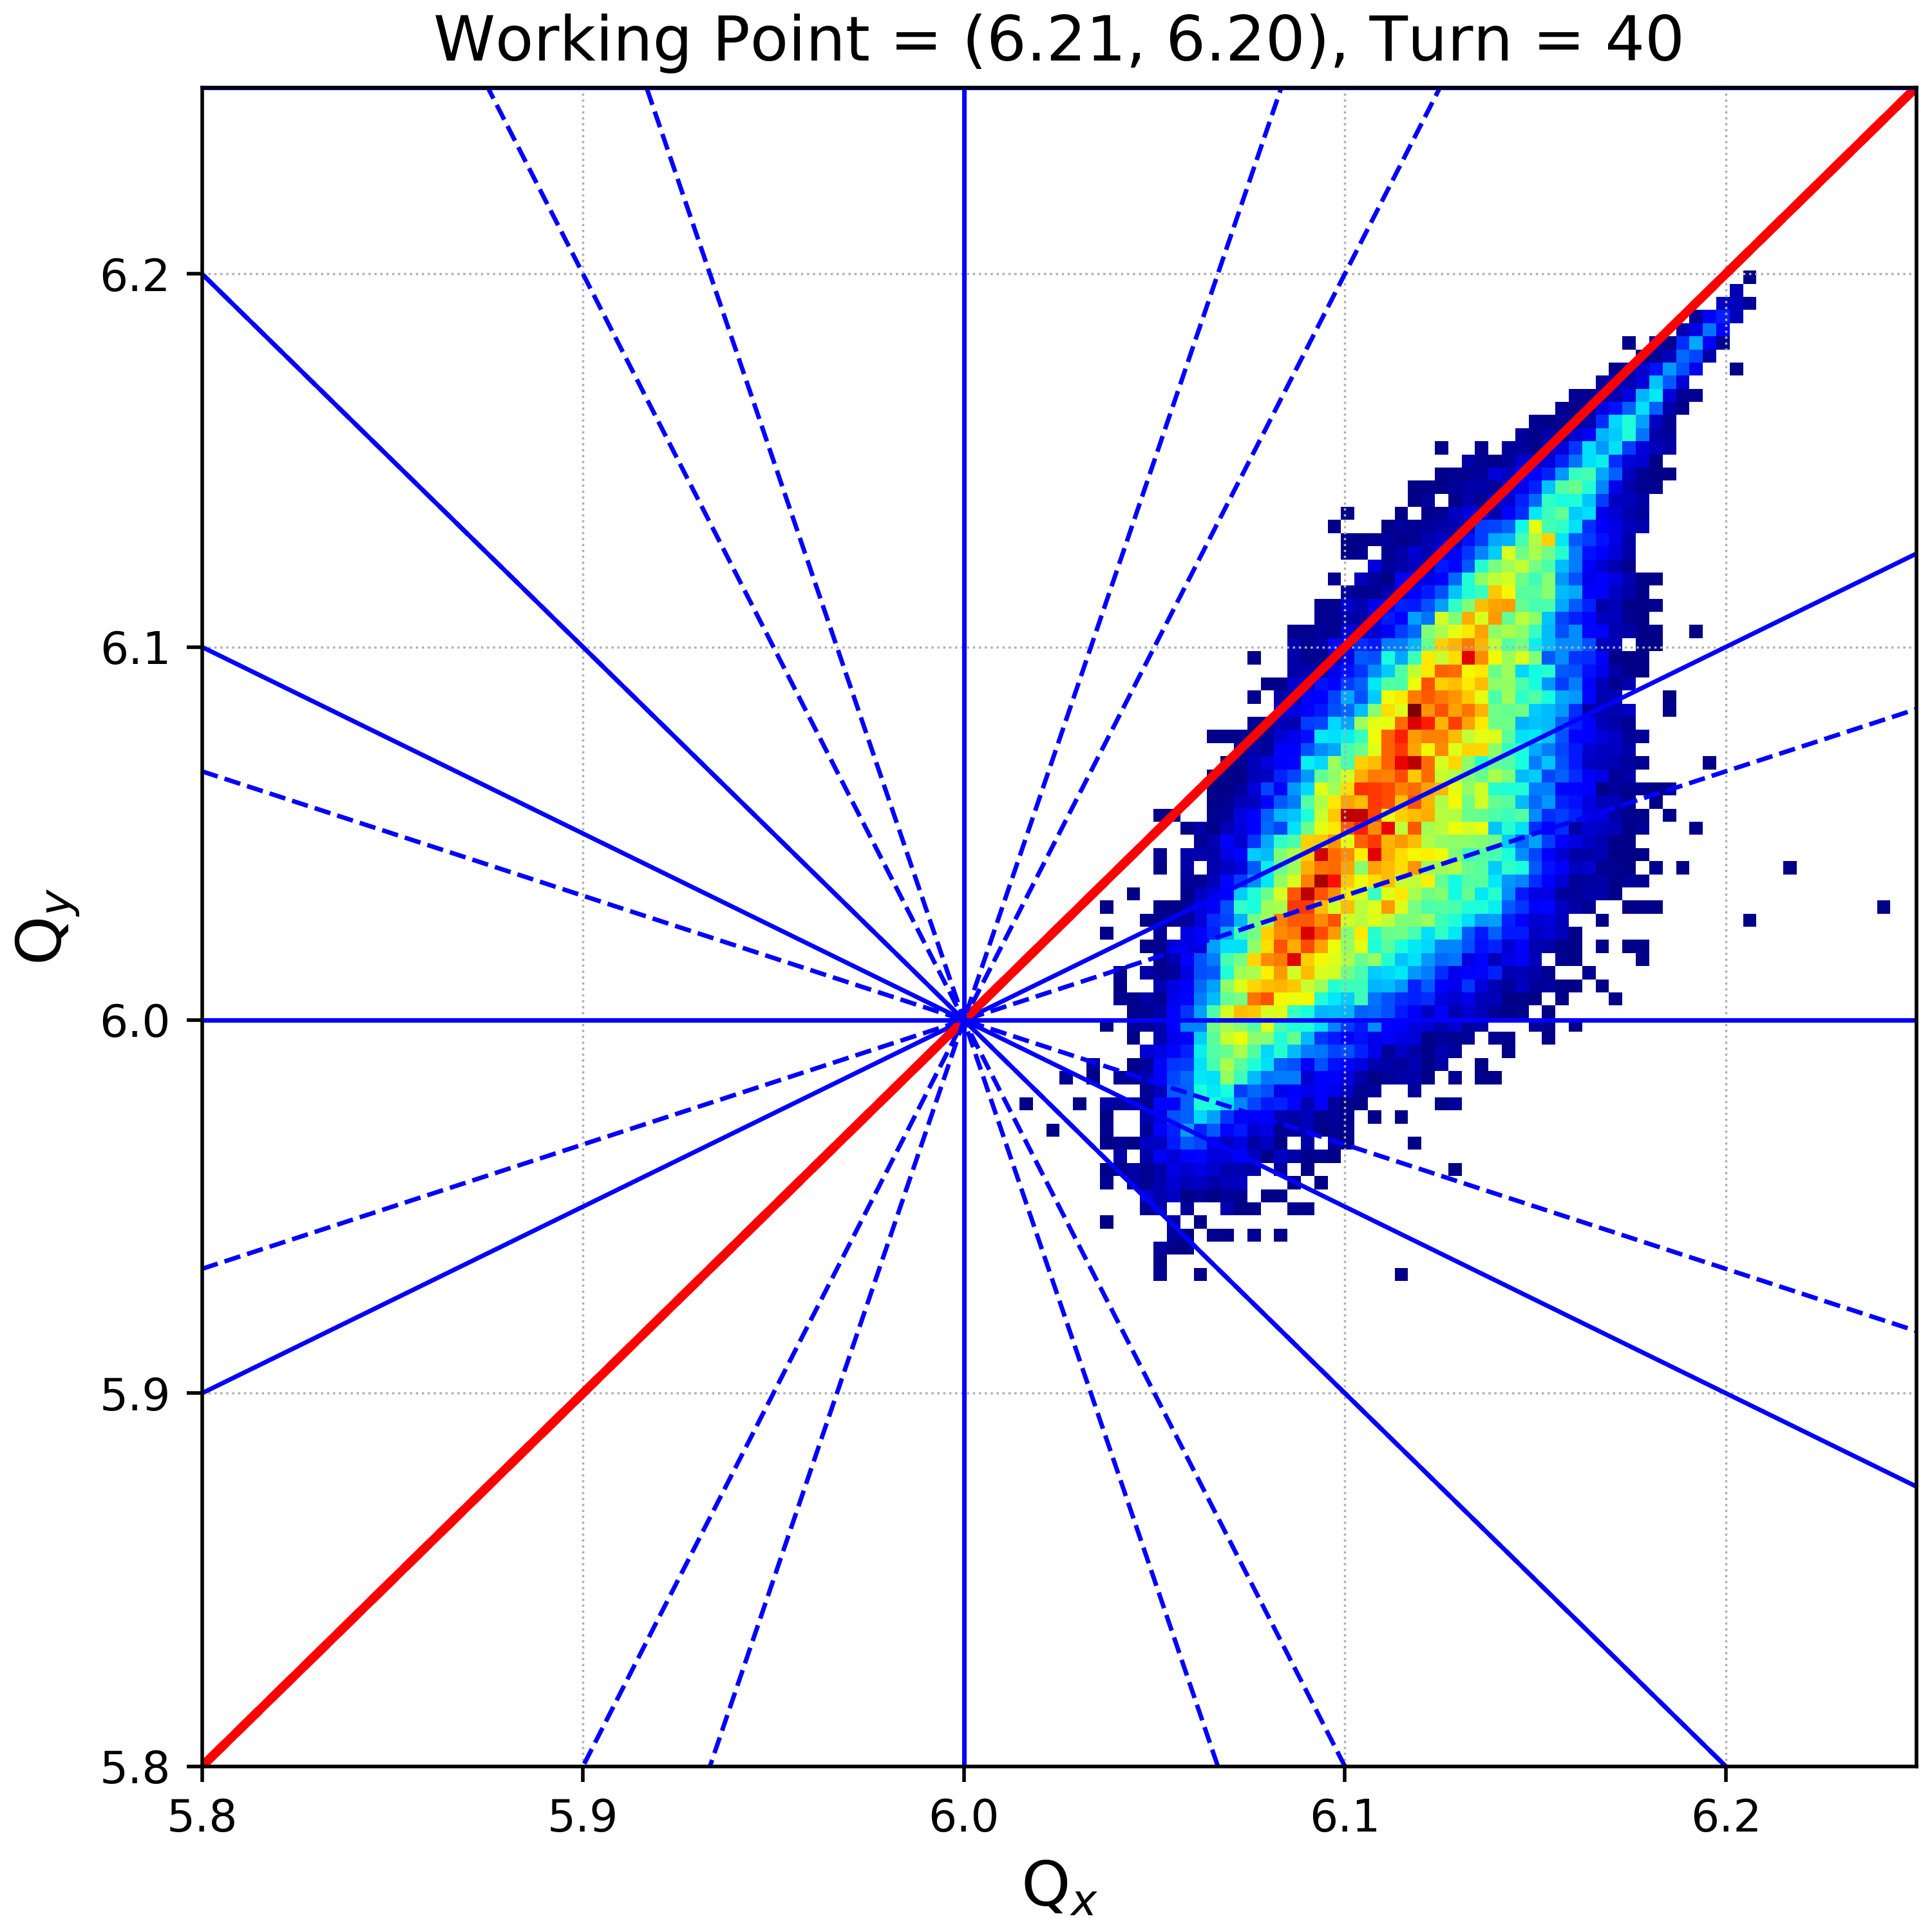 Working Point = (6.21, 6.20), Turn = 40
6.2
6.1
6.0
5.9
5.8
Qy
5.8 5.9 6.0 6.1 6.2
Qx